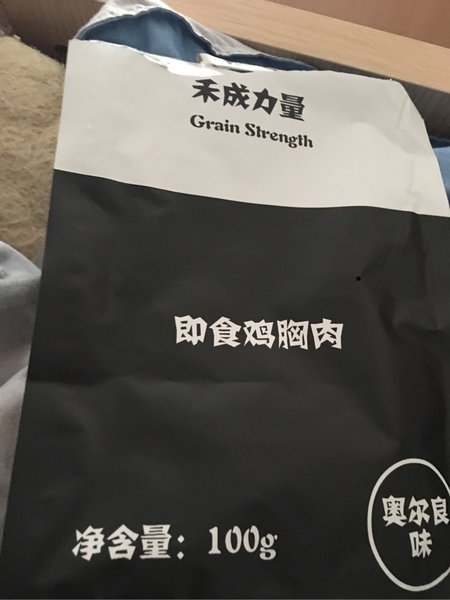 禾成力量
Grain Strength
即食鸡胸肉
净含量：100g
奥尔良
味